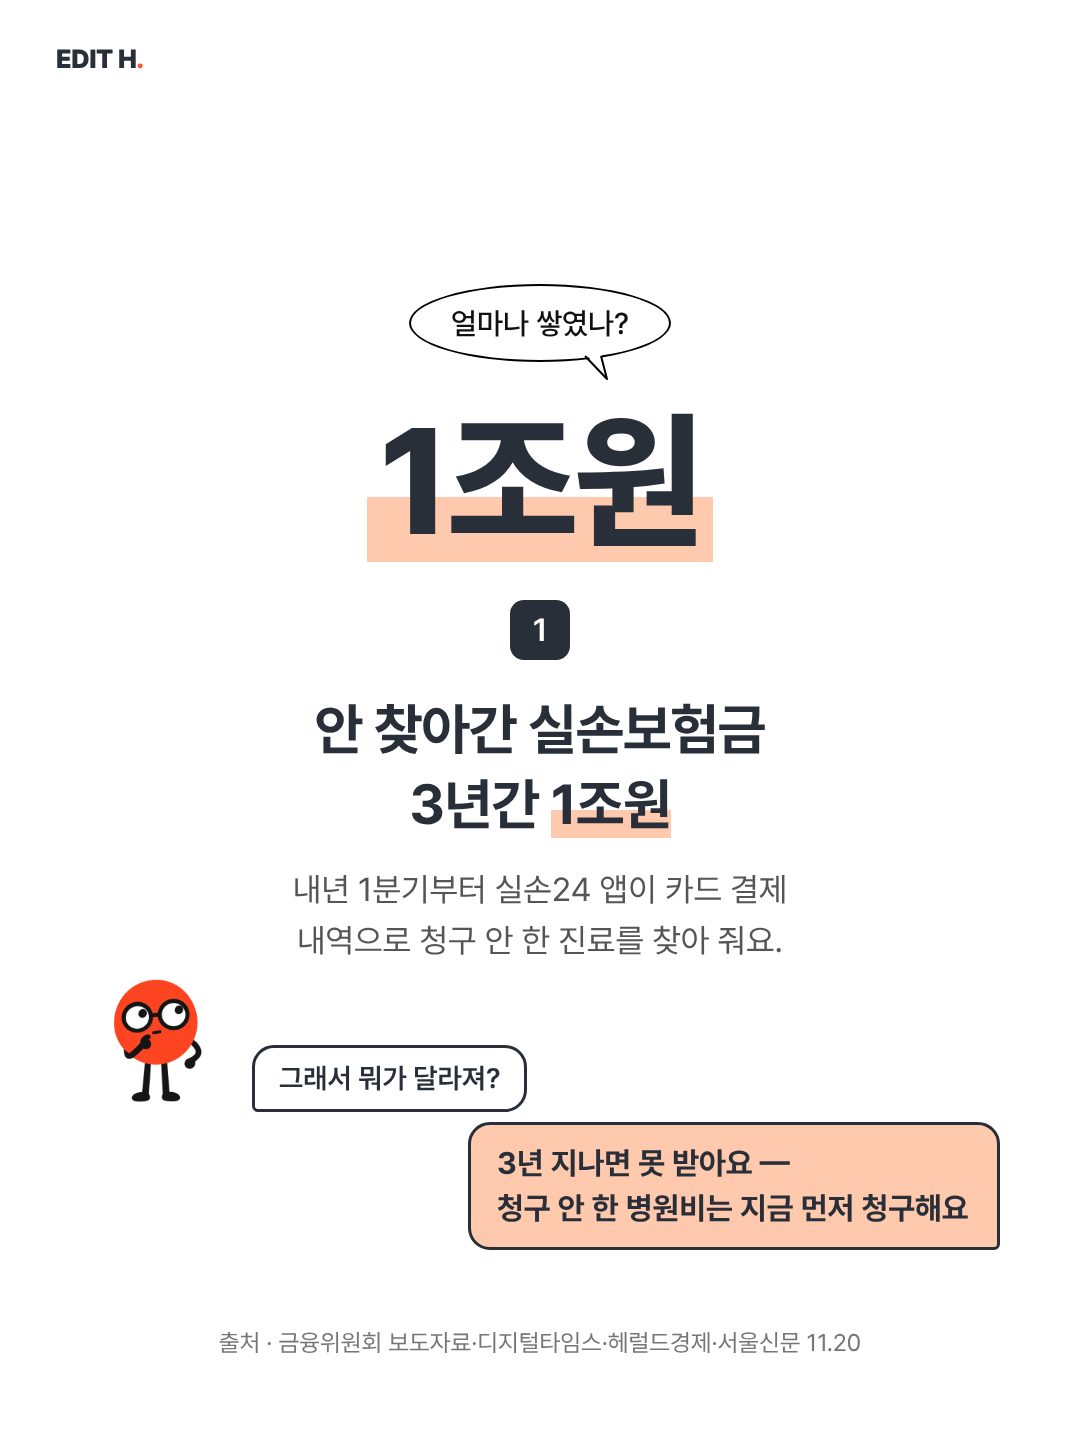 EDIT H.
얼마나 쌓였나?
1조원
1
안 찾아간 실손보험금
3년간 1조원
내년 1분기부터 실손24 앱이 카드 결제
내역으로 청구 안 한 진료를 찾아 줘요.
그래서 뭐가 달라져?
3년 지나면 못 받아요 —
청구 안 한 병원비는 지금 먼저 청구해요
출처 · 금융위원회 보도자료·디지털타임스·헤럴드경제·서울신문 11.20